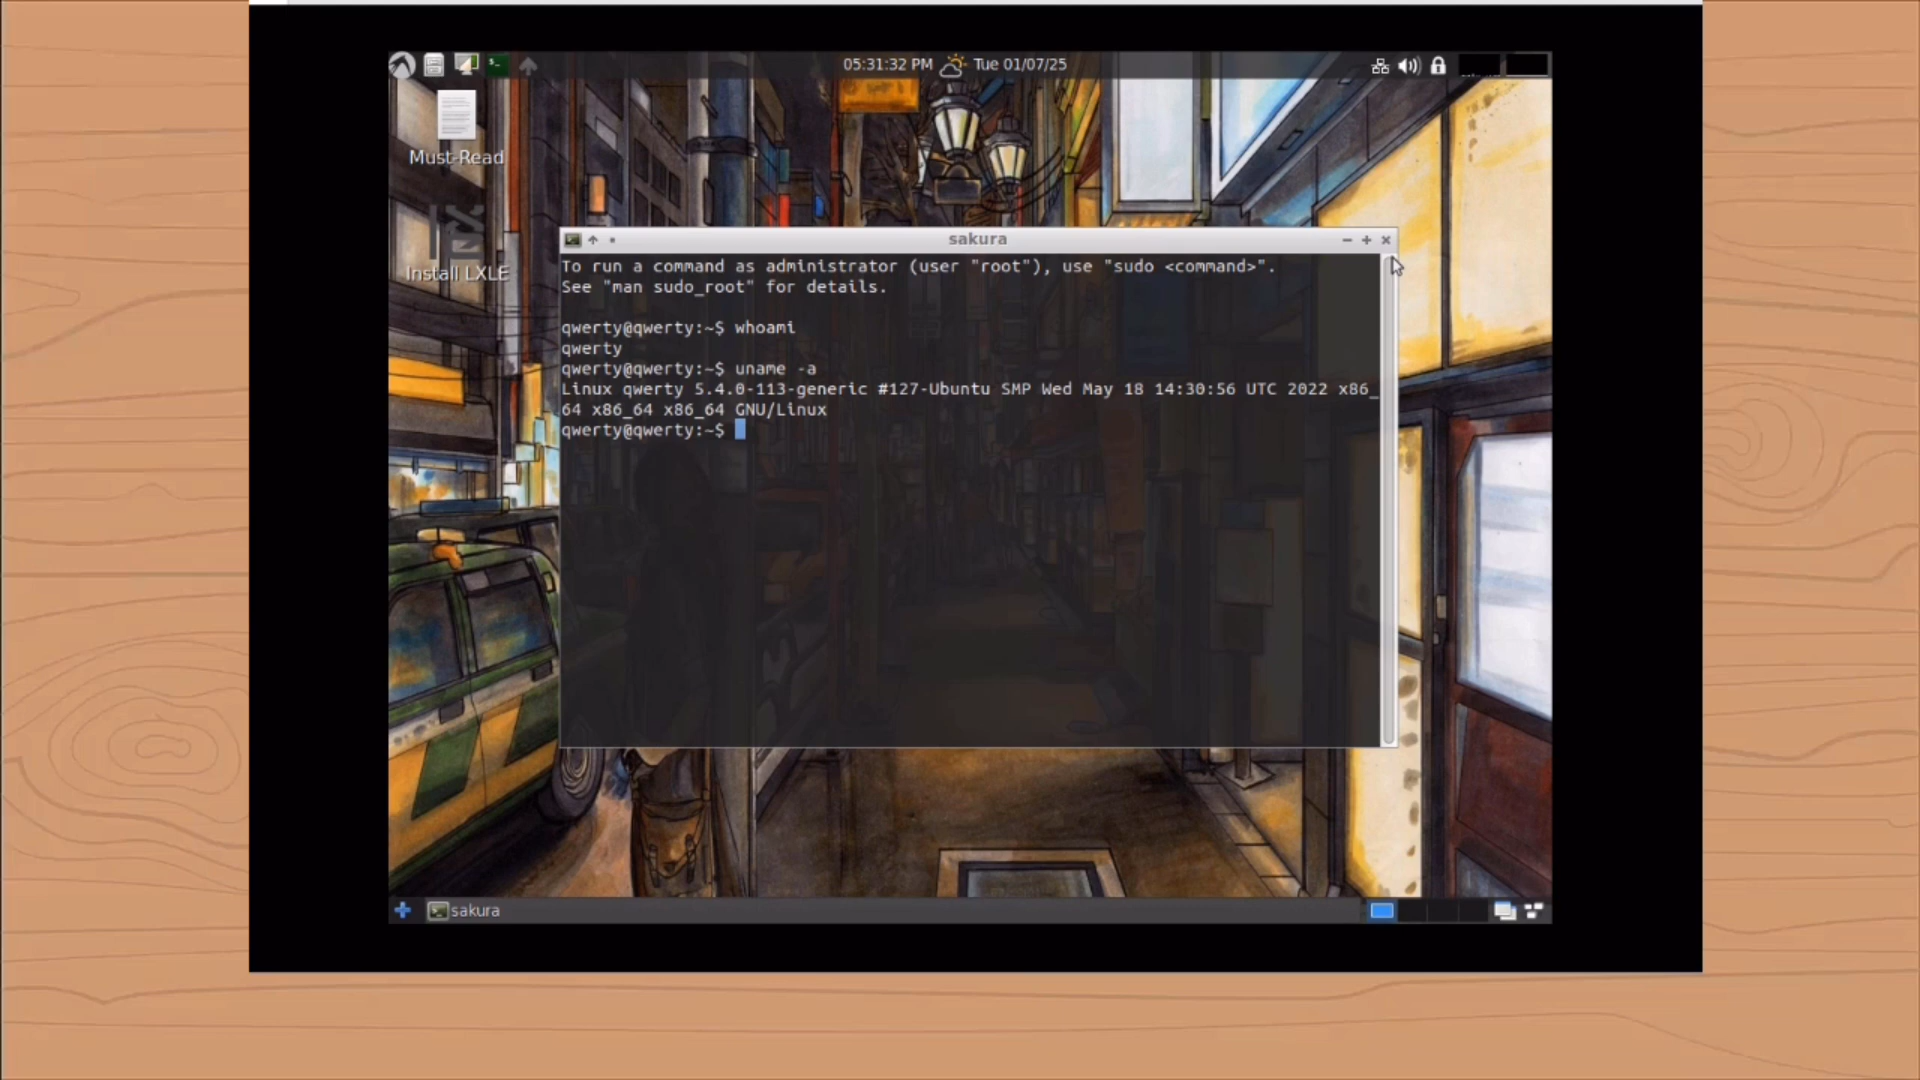 05:31:32 PM Tue 01/07/25
Must-Read
Install LXLE
sakura
To run a command as administrator (user "root"), use "sudo <command>".
See "man sudo_root" for details.
qwerty@qwerty:~$ whoami
qwerty
qwerty@qwerty:~$ uname -a
Linux qwerty 5.4.0-113-generic #127-Ubuntu SMP Wed May 18 14:30:56 UTC 2022 x86_
64 x86_64 x86_64 GNU/Linux
qwerty@qwerty:~$
sakura